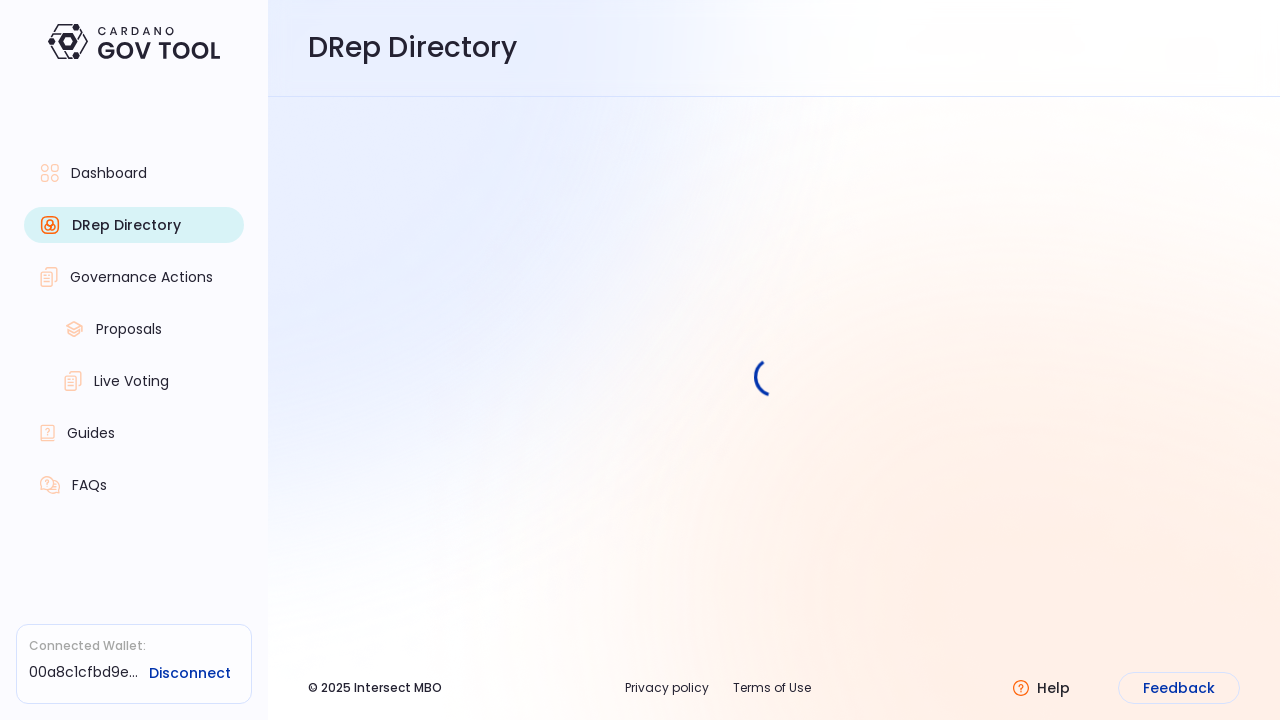 CARDANO
GOV TOOL
DRep Directory
Dashboard
DRep Directory
Governance Actions
Proposals
Live Voting
Guides
FAQs
Connected Wallet:
00a8c1cfbd9e...
Disconnect
© 2025 Intersect MBO
Privacy policy
Terms of Use
Help
Feedback